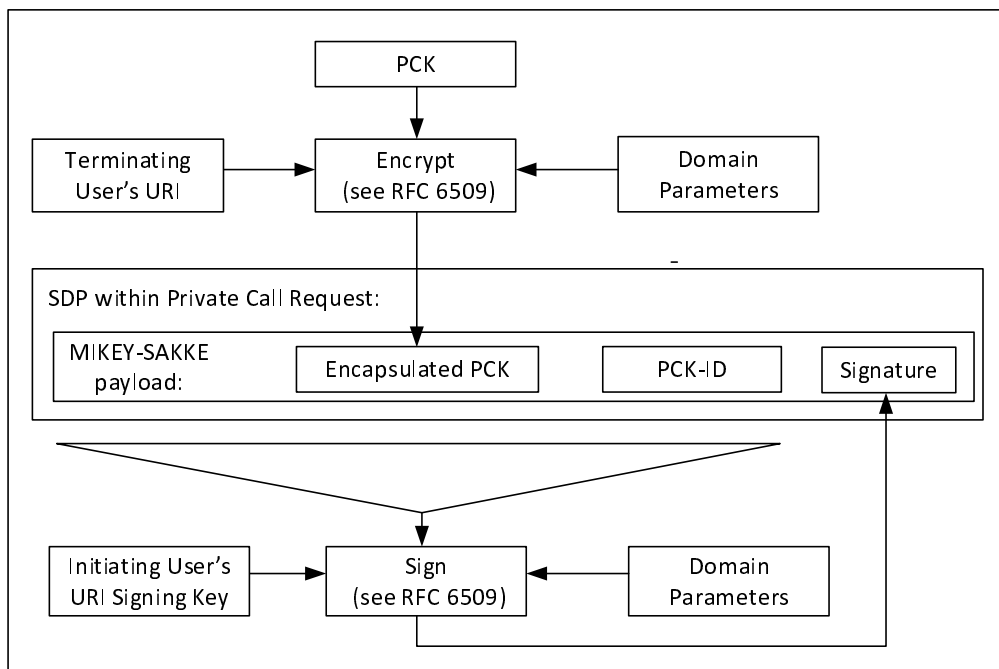 PCK
Terminating
User's URI
Encrypt
(see RFC 6509)
Domain
Parameters
SDP within Private Call Request:
MIKEY-SAKKE
payload:
Encapsulated PCK
PCK-ID
Signature
Initiating User's
URI Signing Key
Sign
(see RFC 6509)
Domain
Parameters